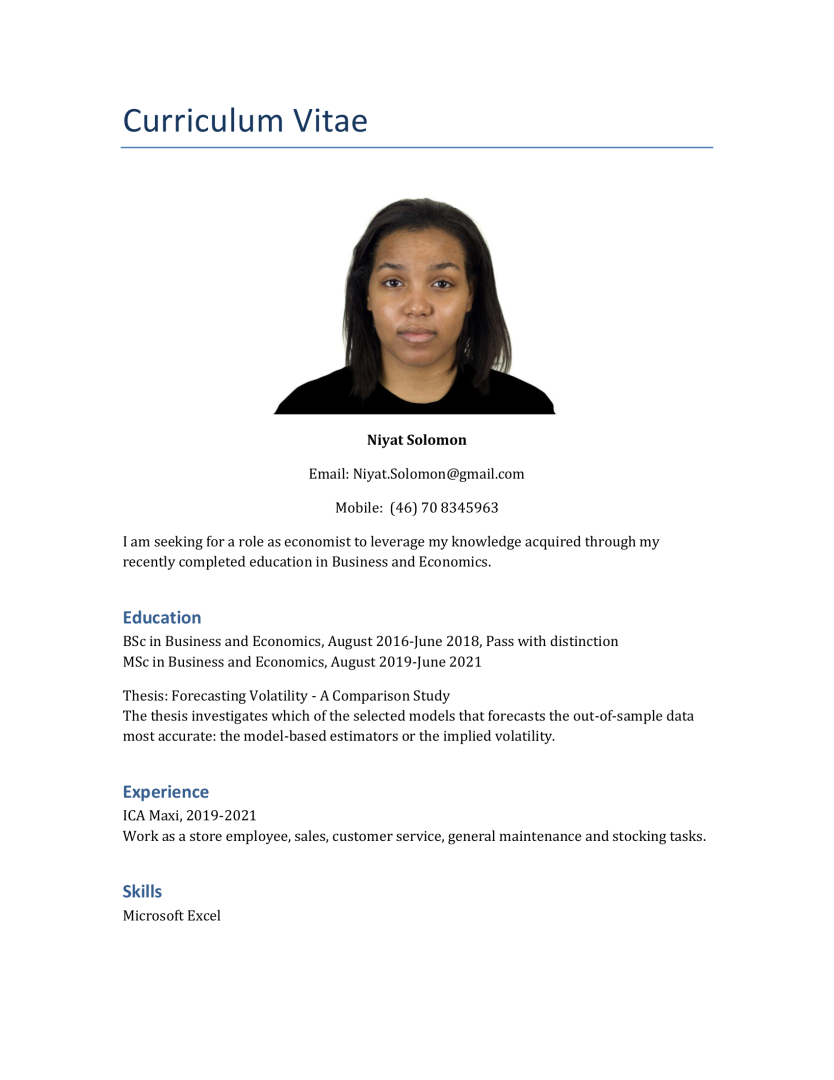 Curriculum Vitae
Niyat Solomon
Email: Niyat.Solomon@gmail.com
Mobile:  (46) 70 8345963
I am seeking for a role as economist to leverage my knowledge acquired through my
recently completed education in Business and Economics.
Education
BSc in Business and Economics, August 2016-June 2018, Pass with distinction
MSc in Business and Economics, August 2019-June 2021
Thesis: Forecasting Volatility - A Comparison Study
The thesis investigates which of the selected models that forecasts the out-of-sample data
most accurate: the model-based estimators or the implied volatility.
Experience
ICA Maxi, 2019-2021
Work as a store employee, sales, customer service, general maintenance and stocking tasks.
Skills
Microsoft Excel